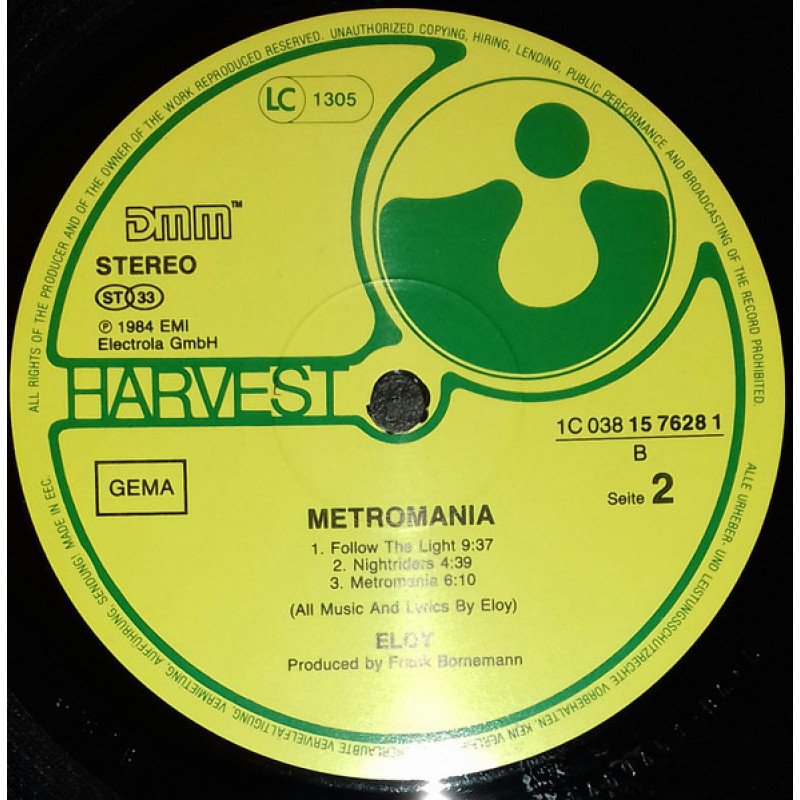 ALL RIGHTS OF THE PRODUCER AND OF THE OWNER OF THE WORK REPRODUCED RESERVED. UNAUTHORIZED COPYING, HIRING, LENDING, PUBLIC PERFORMANCE AND BROADCASTING OF THE RECORD PROHIBITED.
LC 1305
DMM™
STEREO
ST 33
℗ 1984 EMI
Electrola GmbH
HARVEST
1C 038 15 7628 1
B
GEMA
Seite 2
METROMANIA
1. Follow The Light 9:37
2. Nightriders 4:39
3. Metromania 6:10
(All Music And Lyrics By Eloy)
ELOY
Produced by Frank Bornemann
ALLE URHEBER- UND LEISTUNGSSCHUTZRECHTE VORBEHALTEN. KEIN VERLEIH VERMIETUNG, AUFFÜHRUNG, SENDUNG! MADE IN EEC.